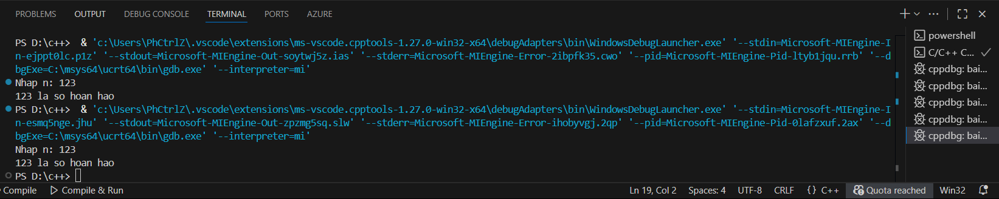 PROBLEMS OUTPUT DEBUG CONSOLE TERMINAL PORTS AZURE
PS D:\c++>  & 'c:\Users\PhCtrlZ\.vscode\extensions\ms-vscode.cpptools-1.27.0-win32-x64\debugAdapters\bin\WindowsDebugLauncher.exe' '--stdin=Microsoft-MIEngine-I
n-ejppt0lc.p1z' '--stdout=Microsoft-MIEngine-Out-soytwj5z.ias' '--stderr=Microsoft-MIEngine-Error-2ibpfk35.cwo' '--pid=Microsoft-MIEngine-Pid-ltyb1jqu.rrb' '--d
bgExe=C:\msys64\ucrt64\bin\gdb.exe' '--interpreter=mi'
Nhap n: 123
123 la so hoan hao
PS D:\c++>  & 'c:\Users\PhCtrlZ\.vscode\extensions\ms-vscode.cpptools-1.27.0-win32-x64\debugAdapters\bin\WindowsDebugLauncher.exe' '--stdin=Microsoft-MIEngine-I
n-esmq5nge.jhu' '--stdout=Microsoft-MIEngine-Out-zpzmg5sq.slw' '--stderr=Microsoft-MIEngine-Error-ihobyvgj.2qp' '--pid=Microsoft-MIEngine-Pid-0lafzxuf.2ax' '--d
bgExe=C:\msys64\ucrt64\bin\gdb.exe' '--interpreter=mi'
Nhap n: 123
123 la so hoan hao
PS D:\c++>
powershell
C/C++ C...
cppdbg: bai...
cppdbg: bai...
cppdbg: bai...
cppdbg: bai...
cppdbg: bai...
Compile Compile & Run Ln 19, Col 2 Spaces: 4 UTF-8 CRLF {} C++ Quota reached Win32